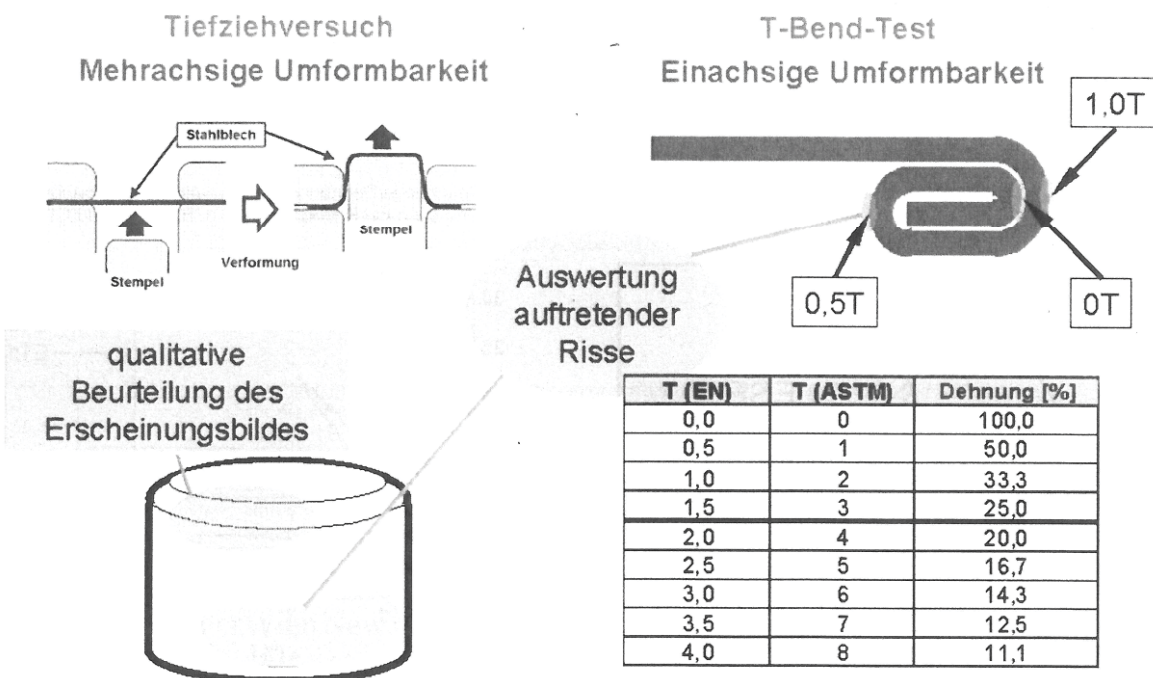 Tiefziehversuch
Mehrachsige Umformbarkeit
Stahlblech
Stempel
Verformung
Stempel
qualitative
Beurteilung des
Erscheinungsbildes
Auswertung
auftretender
Risse
T-Bend-Test
Einachsige Umformbarkeit
1,0T
0,5T
0T
T (EN) T (ASTM) Dehnung [%]
0,0 0 100,0
0,5 1 50,0
1,0 2 33,3
1,5 3 25,0
2,0 4 20,0
2,5 5 16,7
3,0 6 14,3
3,5 7 12,5
4,0 8 11,1